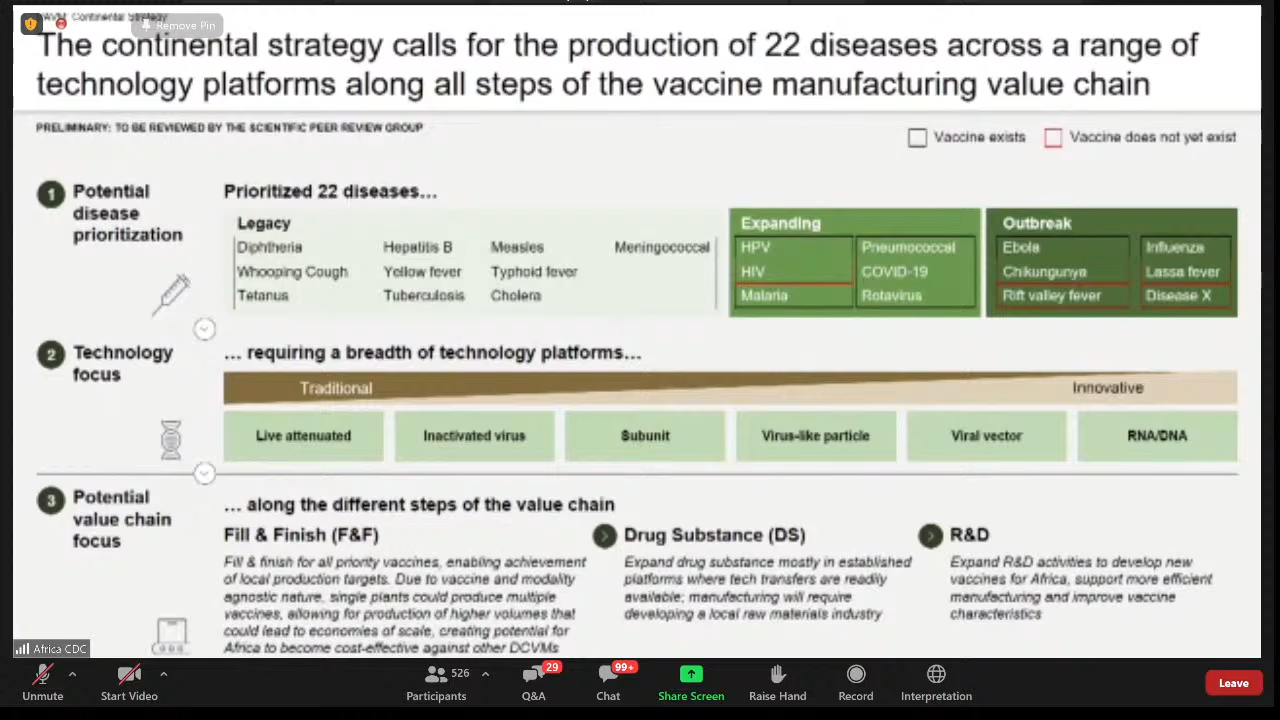 Continental Strategy
Remove Pin
The continental strategy calls for the production of 22 diseases across a range of
technology platforms along all steps of the vaccine manufacturing value chain
PRELIMINARY: TO BE REVIEWED BY THE SCIENTIFIC PEER REVIEW GROUP
Vaccine exists
Vaccine does not yet exist
1
Potential
disease
prioritization
Prioritized 22 diseases...
Legacy
Diphtheria Hepatitis B Measles Meningococcal
Whooping Cough Yellow fever Typhoid fever
Tetanus Tuberculosis Cholera
Expanding
HPV Pneumococcal
HIV COVID-19
Malaria Rotavirus
Outbreak
Ebola Influenza
Chikungunya Lassa fever
Rift valley fever Disease X
2
Technology
focus
... requiring a breadth of technology platforms...
Traditional
Innovative
Live attenuated
Inactivated virus
Subunit
Virus-like particle
Viral vector
RNA/DNA
3
Potential
value chain
focus
... along the different steps of the value chain
Fill & Finish (F&F)
Fill & finish for all priority vaccines, enabling achievement
of local production targets. Due to vaccine and modality
agnostic nature, single plants could produce multiple
vaccines, allowing for production of higher volumes that
could lead to economies of scale, creating potential for
Africa to become cost-effective against other DCVMs
Drug Substance (DS)
Expand drug substance mostly in established
platforms where tech transfers are readily
available; manufacturing will require
developing a local raw materials industry
R&D
Expand R&D activities to develop new
vaccines for Africa, support more efficient
manufacturing and improve vaccine
characteristics
Africa CDC
Unmute
Start Video
526
Participants
29
Q&A
99+
Chat
Share Screen
Raise Hand
Record
Interpretation
Leave